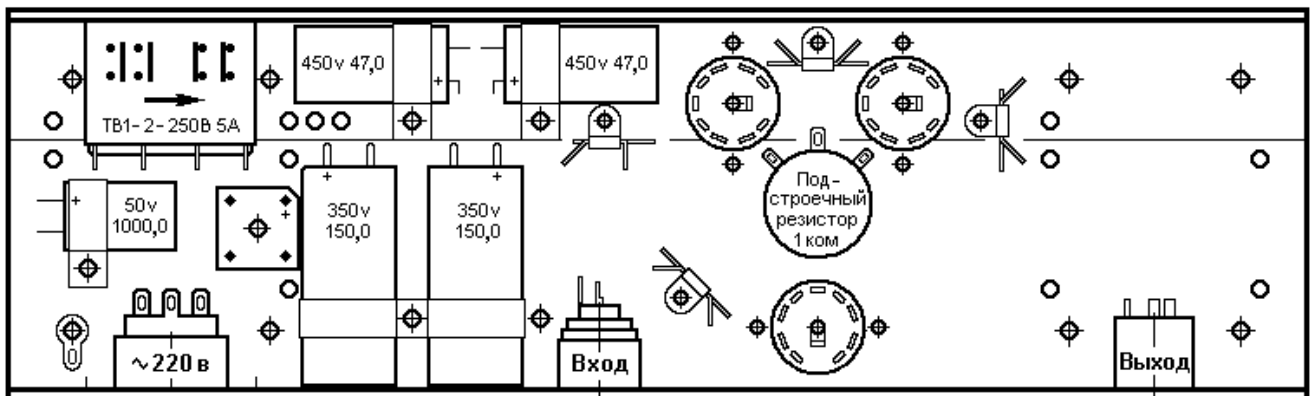 450v 47,0
450v 47,0
ТВ1-2-250В 5А
50v
1000,0
350v
150,0
350v
150,0
Под-
строечный
резистор
1 ком
~220 в
Вход
Выход